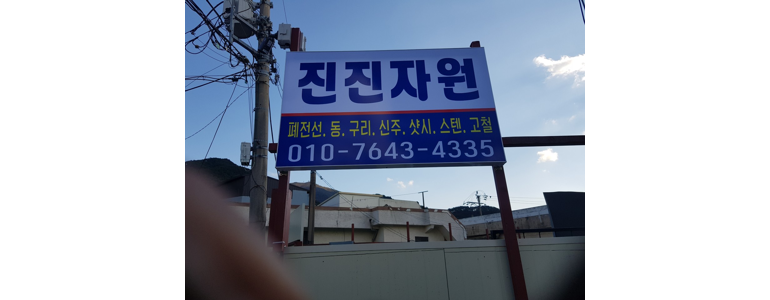 진진자원
폐전선, 동, 구리, 신주, 샷시, 스텐, 고철
010-7643-4335